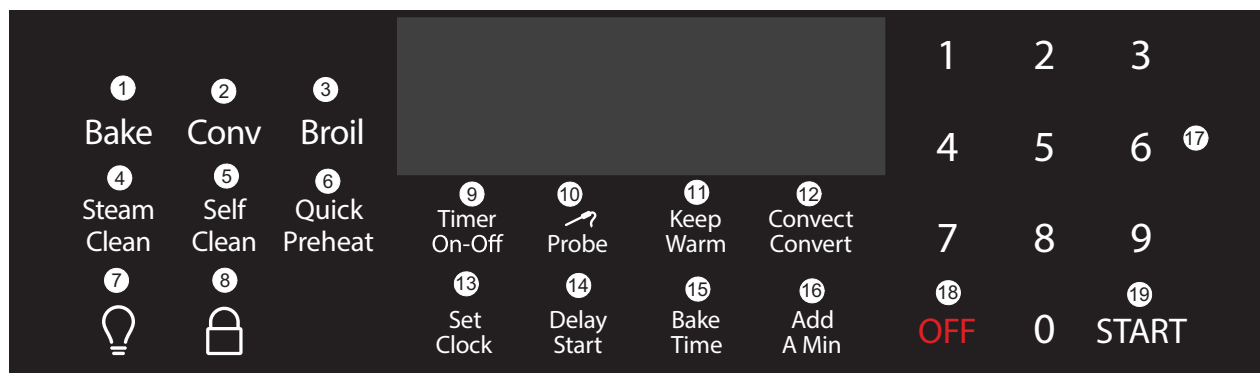 1 2 3
1 2 3
Bake Conv Broil
4 5 6 17
4 5 6
Steam Self Quick
Clean Clean Preheat
9 10 11 12
Timer Keep Convect
On-Off Probe Warm Convert
7 8 9
7 8
13 14 15 16
18 19
Set Delay Bake Add
Clock Start Time A Min
OFF 0 START